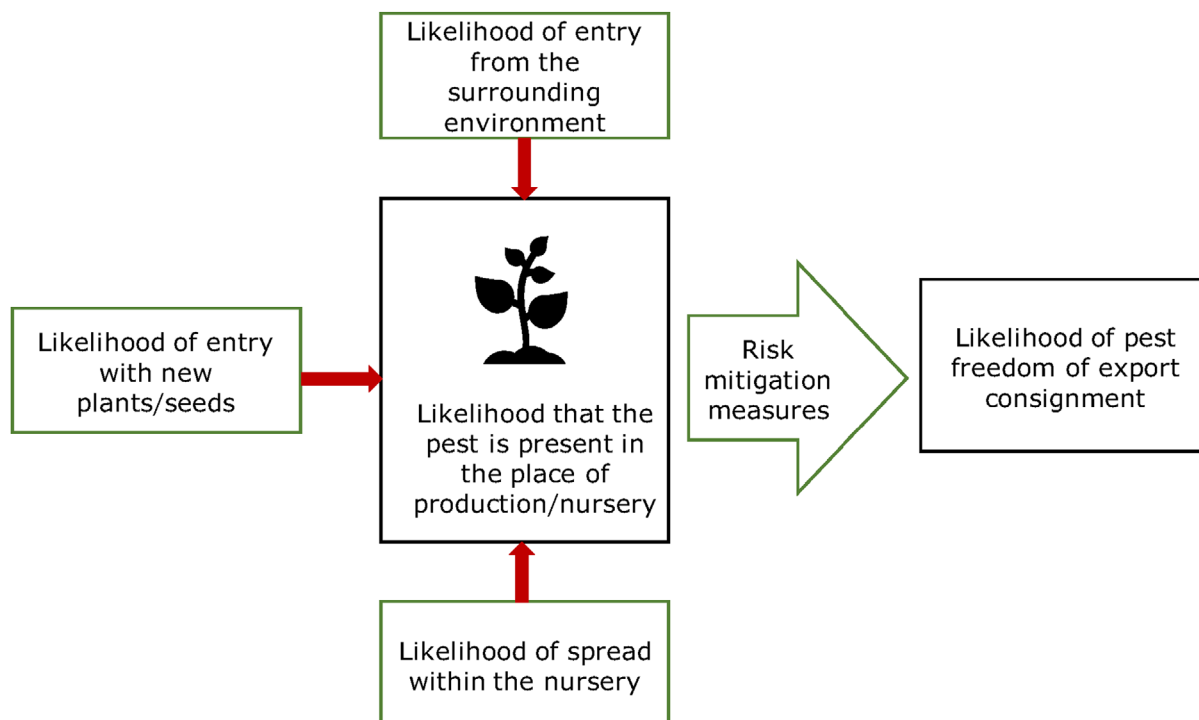 Likelihood of entry
from the
surrounding
environment
Likelihood of entry
with new
plants/seeds
Likelihood that the
pest is present in
the place of
production/nursery
Risk
mitigation
measures
Likelihood of pest
freedom of export
consignment
Likelihood of spread
within the nursery